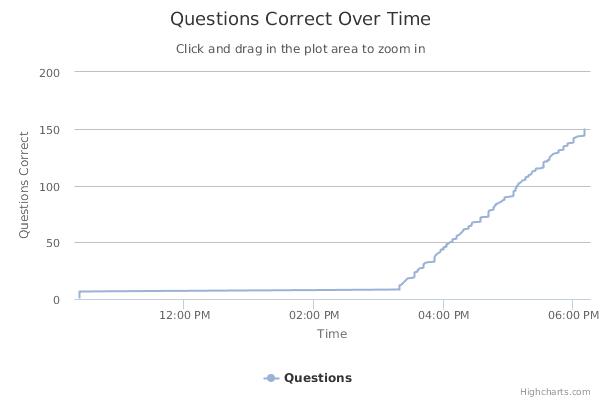 Questions Correct Over Time
Click and drag in the plot area to zoom in
200
150
100
50
0
Questions Correct
12:00 PM
02:00 PM
04:00 PM
06:00 PM
Time
Questions
Highcharts.com